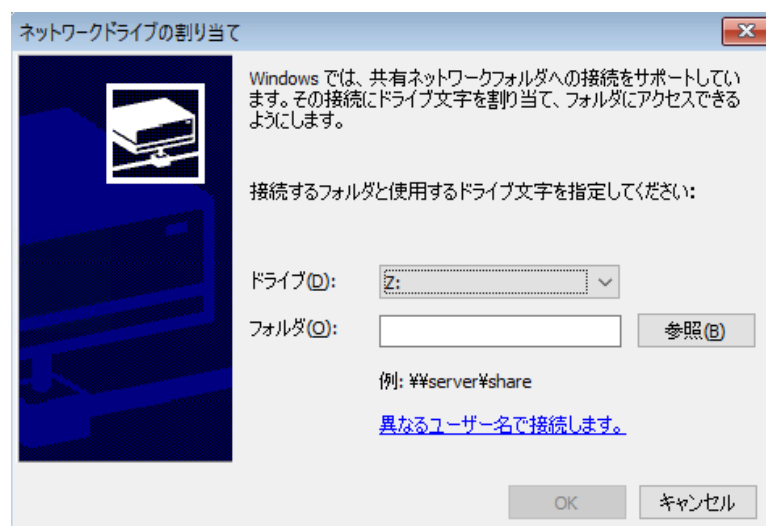 ネットワークドライブの割り当て
Windows では、共有ネットワークフォルダへの接続をサポートしてい
ます。その接続にドライブ文字を割り当て、フォルダにアクセスできる
ようにします。
接続するフォルダと使用するドライブ文字を指定してください:
ドライブ(D): Z:
フォルダ(O): 参照(B)
例: ¥¥server¥share
異なるユーザー名で接続します。
OK キャンセル